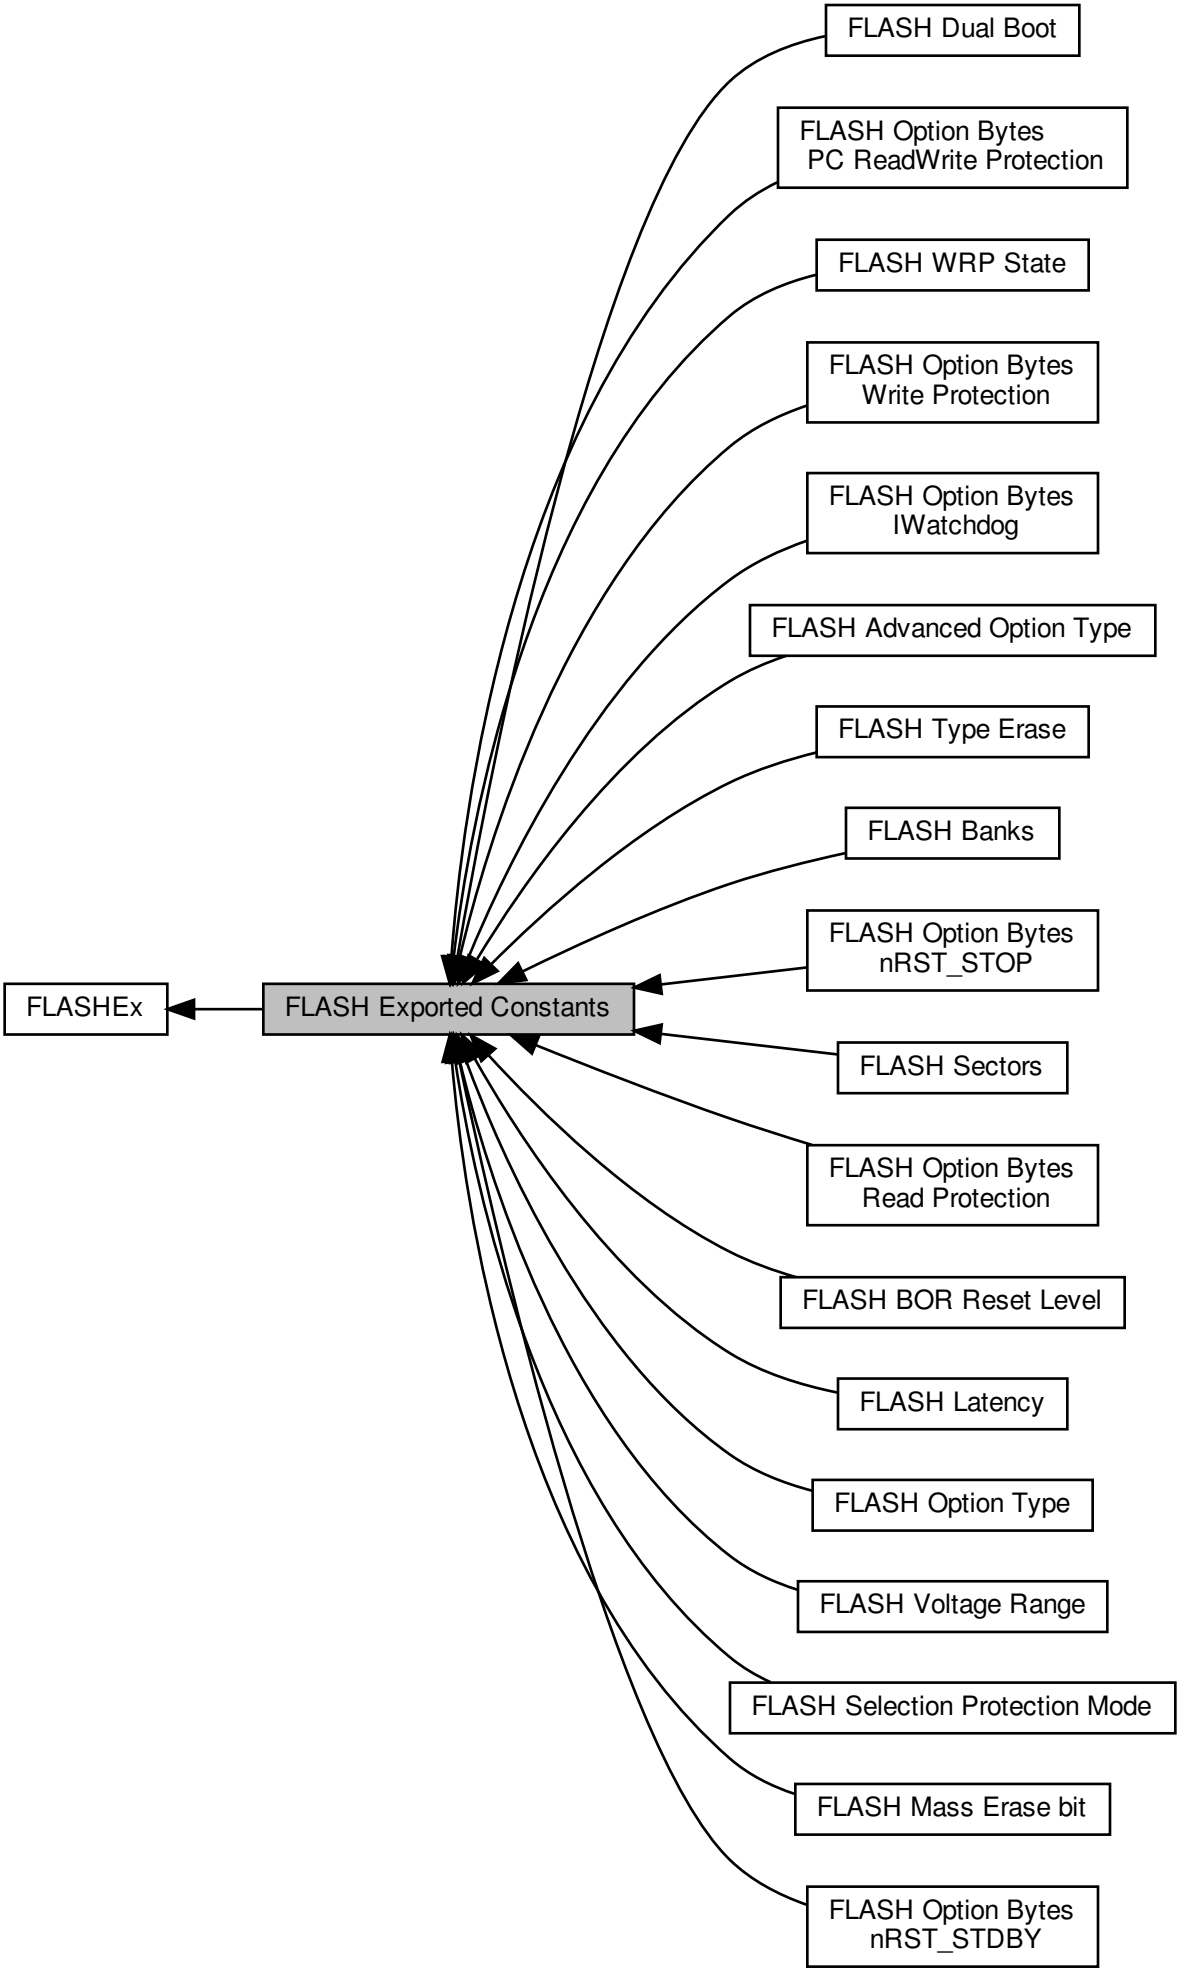 FLASH Dual Boot
FLASH Option Bytes
PC ReadWrite Protection
FLASH WRP State
FLASH Option Bytes
Write Protection
FLASH Option Bytes
IWatchdog
FLASH Advanced Option Type
FLASH Type Erase
FLASH Banks
FLASH Option Bytes
nRST_STOP
FLASHEx
FLASH Exported Constants
FLASH Sectors
FLASH Option Bytes
Read Protection
FLASH BOR Reset Level
FLASH Latency
FLASH Option Type
FLASH Voltage Range
FLASH Selection Protection Mode
FLASH Mass Erase bit
FLASH Option Bytes
nRST_STDBY